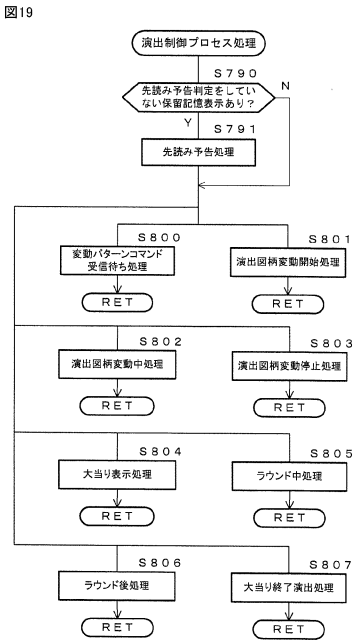 図19
演出制御プロセス処理
S790
先読み予告判定をしてい
ない保留記憶表示あり？
N
Y
S791
先読み予告処理
S800
変動パターンコマンド
受信待ち処理
RET
S801
演出図柄変動開始処理
RET
S802
演出図柄変動中処理
RET
S803
演出図柄変動停止処理
RET
S804
大当り表示処理
RET
S805
ラウンド中処理
RET
S806
ラウンド後処理
RET
S807
大当り終了演出処理
RET